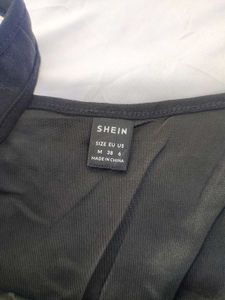 SHEIN
SIZE EU US
M 38 6
MADE IN CHINA